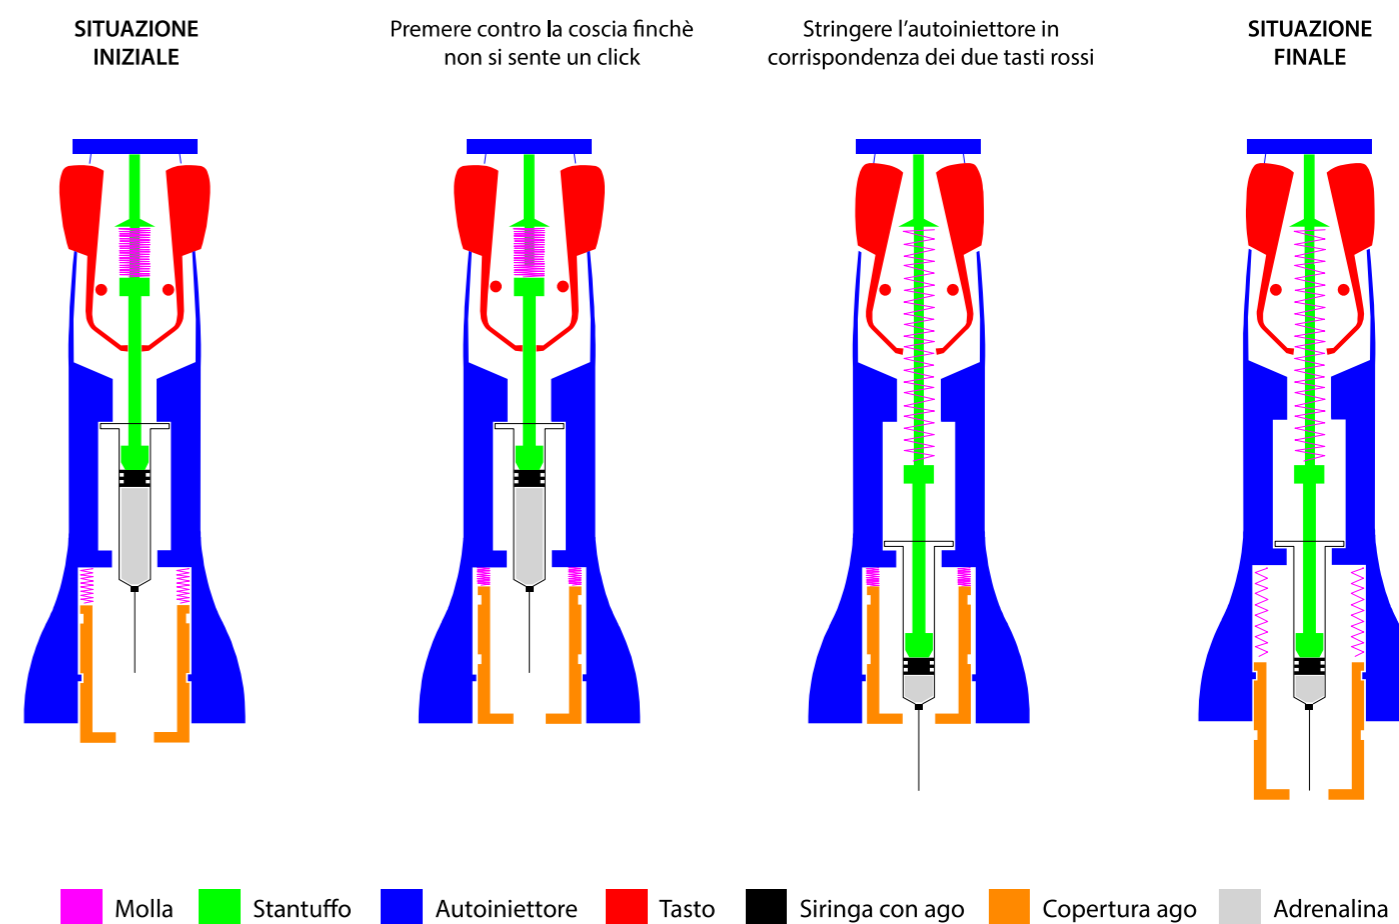 SITUAZIONE
INIZIALE
Premere contro la coscia finchè
non si sente un click
Stringere l'autoiniettore in
corrispondenza dei due tasti rossi
SITUAZIONE
FINALE
Molla
Stantuffo
Autoiniettore
Tasto
Siringa con ago
Copertura ago
Adrenalina